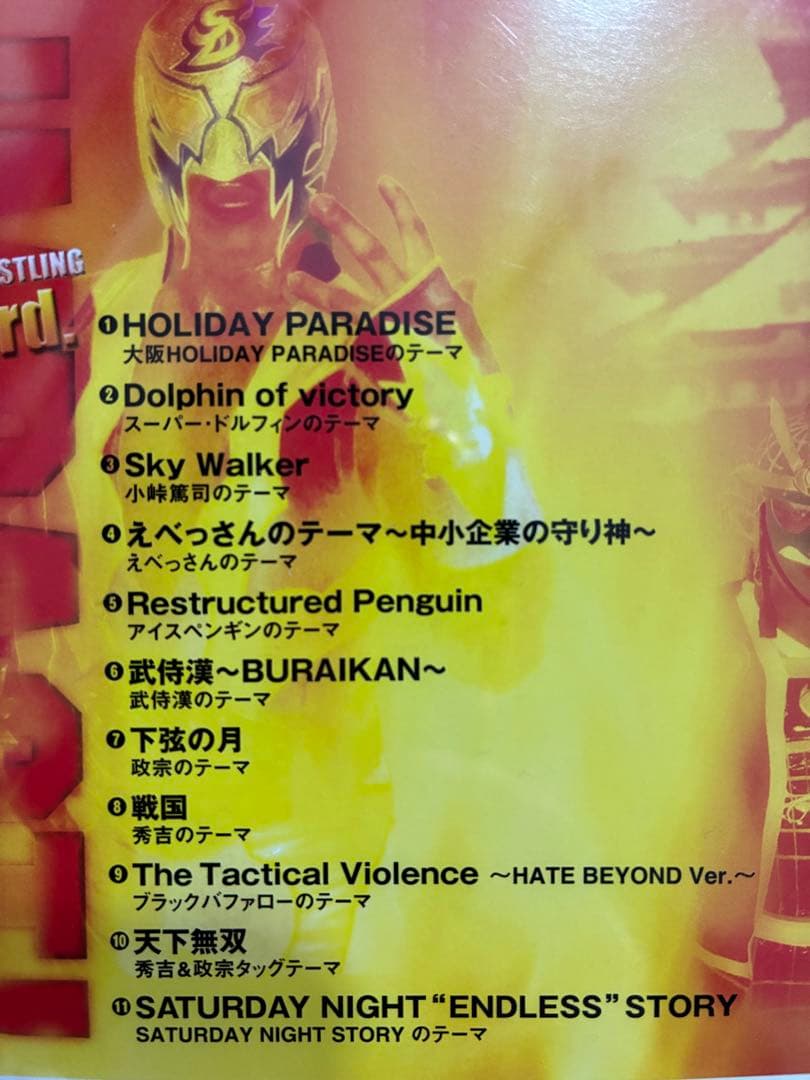 SDE
STLING
rd.
❶HOLIDAY PARADISE
大阪HOLIDAY PARADISEのテーマ
❷Dolphin of victory
スーパー・ドルフィンのテーマ
❸Sky Walker
小峠篤司のテーマ
❹えべっさんのテーマ〜中小企業の守り神〜
えべっさんのテーマ
❺Restructured Penguin
アイスペンギンのテーマ
❻武侍漢〜BURAIKAN〜
武侍漢のテーマ
❼下弦の月
政宗のテーマ
❽戦国
秀吉のテーマ
❾The Tactical Violence 〜HATE BEYOND Ver.〜
ブラックバファローのテーマ
❿天下無双
秀吉&政宗タッグテーマ
⓫SATURDAY NIGHT“ENDLESS”STORY
SATURDAY NIGHT STORY のテーマ